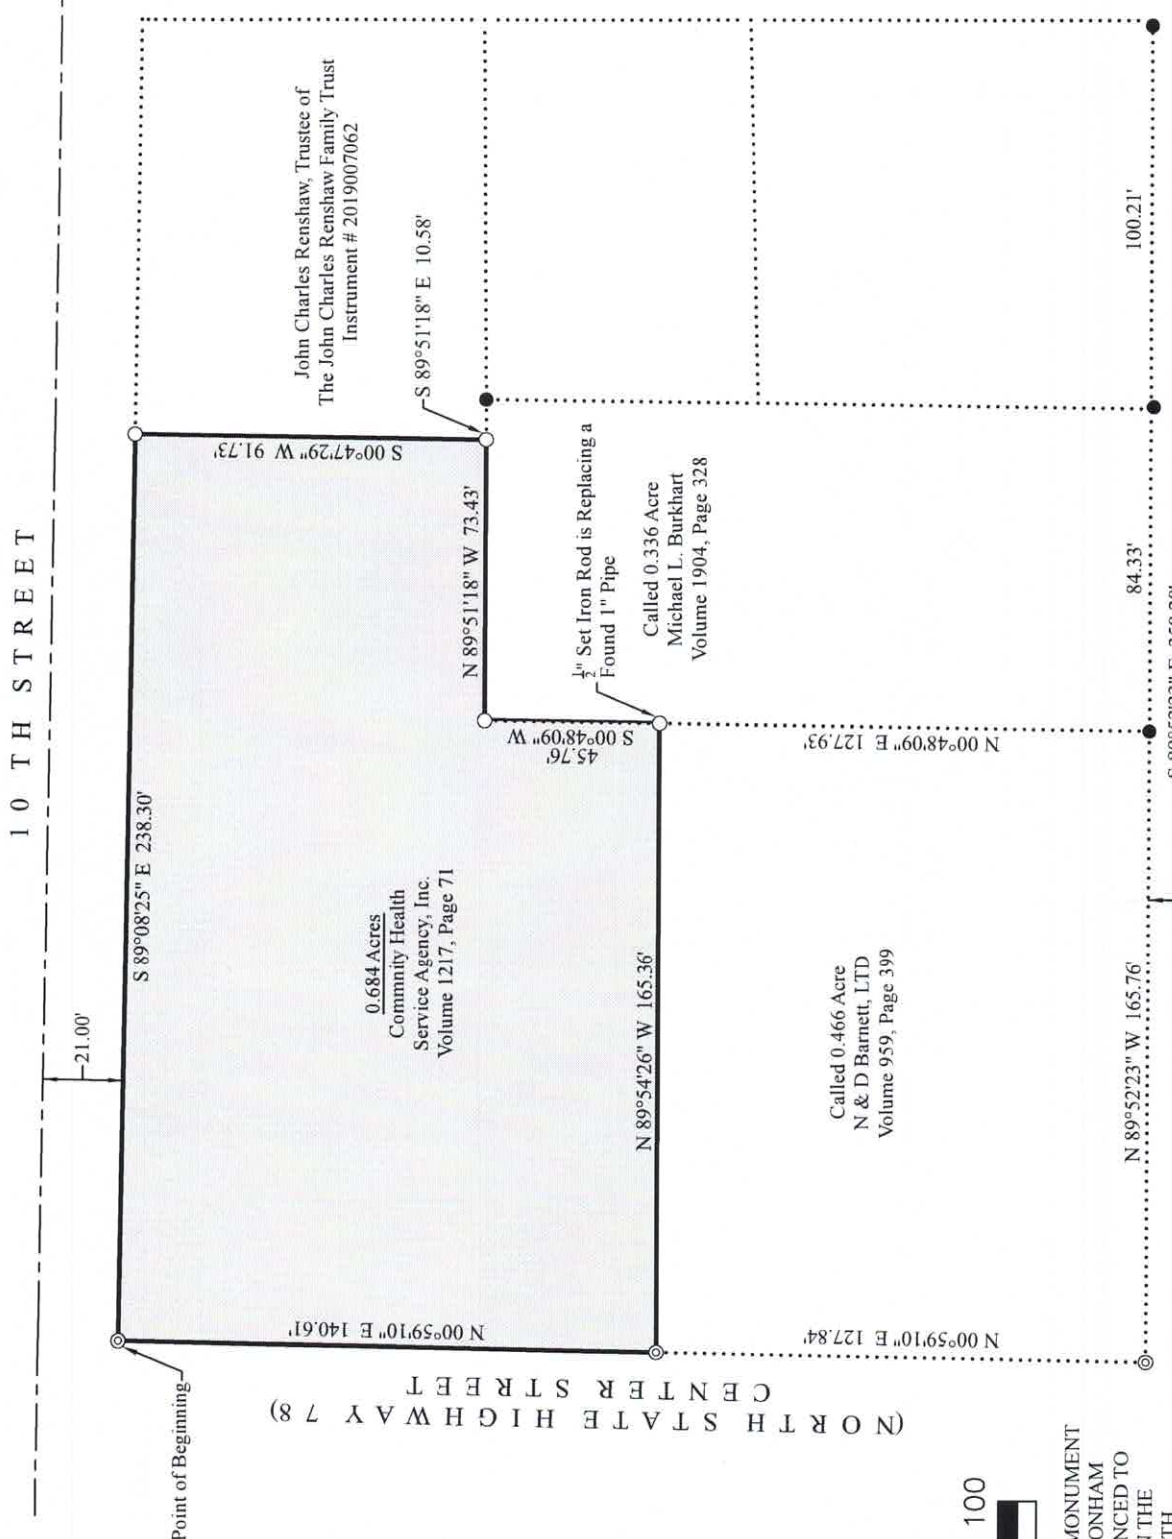 10TH STREET
21.00'
Point of Beginning
S 89°08'25" E 238.30'
John Charles Renshaw, Trustee of
The John Charles Renshaw Family Trust
Instrument # 2019007062
S 00°47'29" W 91.73'
S 89°51'18" E 10.58'
N 89°51'18" W 73.43'
0.684 Acres
Commnity Health
Service Agency, Inc.
Volume 1217, Page 71
N 00°59'10" E 140.61'
S 00°48'09" W
45.76'
½" Set Iron Rod is Replacing a
Found 1" Pipe
N 89°54'26" W 165.36'
Called 0.336 Acre
Michael L. Burkhart
Volume 1904, Page 328
CENTER STREET
(NORTH STATE HIGHWAY 78)
N 00°59'10" E 127.84'
Called 0.466 Acre
N & D Barnett, LTD
Volume 959, Page 399
N 00°48'09" E 127.93'
N 89°52'23" W 165.76'
84.33'
100.21'
100
MONUMENT
ONHAM
NCED TO
N THE
TH